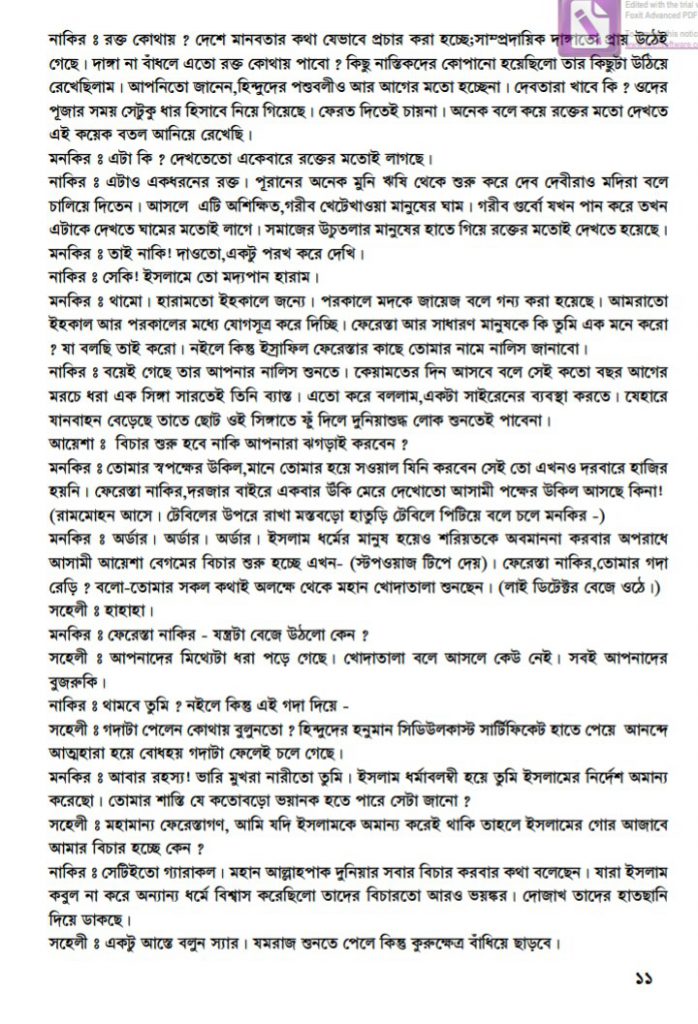 Edited with the trial v
Foxit Advanced PDF
নাকির ঃ রক্ত কোথায় ? দেশে মানবতার কথা যেভাবে প্রচার করা হচ্ছে;সাম্প্রদায়িক দাঙ্গাতো প্রায় উঠেই
গেছে। দাঙ্গা না বাঁধলে এতো রক্ত কোথায় পাবো ? কিছু নাস্তিকদের কোপানো হয়েছিলো তার কিছুটা উঠিয়ে
রেখেছিলাম। আপনিতো জানেন,হিন্দুদের পশুবলীও আর আগের মতো হচ্ছেনা। দেবতারা খাবে কি ? ওদের
পূজার সময় সেটুকু ধার হিসাবে নিয়ে গিয়েছে। ফেরত দিতেই চায়না। অনেক বলে কয়ে রক্তের মতো দেখতে
এই কয়েক বতল আনিয়ে রেখেছি।
মনকির ঃ এটা কি ? দেখতেতো একেবারে রক্তের মতোই লাগছে।
নাকির ঃ এটাও একধরনের রক্ত। পূরানের অনেক মুনি ঋষি থেকে শুরু করে দেব দেবীরাও মদিরা বলে
চালিয়ে দিতেন। আসলে এটি অশিক্ষিত,গরীব খেটেখাওয়া মানুষের ঘাম। গরীব গুর্বো যখন পান করে তখন
এটাকে দেখতে ঘামের মতোই লাগে। সমাজের উচুতলার মানুষের হাতে গিয়ে রক্তের মতোই দেখতে হয়েছে।
মনকির ঃ তাই নাকি! দাওতো,একটু পরখ করে দেখি।
নাকির ঃ সেকি! ইসলামে তো মদ্যপান হারাম।
মনকির ঃ থামো। হারামতো ইহকালে জন্যে। পরকালে মদকে জায়েজ বলে গন্য করা হয়েছে। আমরাতো
ইহকাল আর পরকালের মধ্যে যোগসূত্র করে দিচ্ছি। ফেরেস্তা আর সাধারণ মানুষকে কি তুমি এক মনে করো
? যা বলছি তাই করো। নইলে কিন্তু ইস্রাফিল ফেরেস্তার কাছে তোমার নামে নালিস জানাবো।
নাকির ঃ বয়েই গেছে তার আপনার নালিস শুনতে। কেয়ামতের দিন আসবে বলে সেই কতো বছর আগের
মরচে ধরা এক সিঙ্গা সারতেই তিনি ব্যাস্ত। এতো করে বললাম,একটা সাইরেনের ব্যবস্থা করতে। যেহারে
যানবাহন বেড়েছে তাতে ছোট ওই সিঙ্গাতে ফুঁ দিলে দুনিয়াশুদ্ধ লোক শুনতেই পাবেনা।
আয়েশা ঃ বিচার শুরু হবে নাকি আপনারা ঝগড়াই করবেন ?
মনকির ঃ তোমার স্বপক্ষের উকিল,মানে তোমার হয়ে সওয়াল যিনি করবেন সেই তো এখনও দরবারে হাজির
হয়নি। ফেরেস্তা নাকির,দরজার বাইরে একবার উঁকি মেরে দেখোতো আসামী পক্ষের উকিল আসছে কিনা!
(রামমোহন আসে। টেবিলের উপরে রাখা মস্তবড়ো হাতুড়ি টেবিলে পিটিয়ে বলে চলে মনকির -)
মনকির ঃ অর্ডার। অর্ডার। অর্ডার। ইসলাম ধর্মের মানুষ হয়েও শরিয়তকে অবমাননা করবার অপরাধে
আসামী আয়েশা বেগমের বিচার শুরু হচ্ছে এখন- (স্টপওয়াজ টিপে দেয়)। ফেরেস্তা নাকির,তোমার গদা
রেডি ? বলো-তোমার সকল কথাই অলক্ষে থেকে মহান খোদাতালা শুনছেন। (লাই ডিটেক্টর বেজে ওঠে।)
সহেলী ঃ হাহাহা।
মনকির ঃ ফেরেস্তা নাকির - যন্ত্রটা বেজে উঠলো কেন ?
সহেলী ঃ আপনাদের মিথ্যেটা ধরা পড়ে গেছে। খোদাতালা বলে আসলে কেউ নেই। সবই আপনাদের
বুজরুকি।
নাকির ঃ থামবে তুমি ? নইলে কিন্তু এই গদা দিয়ে -
সহেলী ঃ গদাটা পেলেন কোথায় বুলুনতো ? হিন্দুদের হনুমান সিডিউলকাস্ট সার্টিফিকেট হাতে পেয়ে আনন্দে
আত্মহারা হয়ে বোধহয় গদাটা ফেলেই চলে গেছে।
মনকির ঃ আবার রহস্য! ভারি মুখরা নারীতো তুমি। ইসলাম ধর্মাবলম্বী হয়ে তুমি ইসলামের নির্দেশ অমান্য
করেছো। তোমার শাস্তি যে কতোবড়ো ভয়ানক হতে পারে সেটা জানো ?
সহেলী ঃ মহামান্য ফেরেস্তাগণ, আমি যদি ইসলামকে অমান্য করেই থাকি তাহলে ইসলামের গোর আজাবে
আমার বিচার হচ্ছে কেন ?
নাকির ঃ সেটিইতো গ্যারাকল। মহান আল্লাহপাক দুনিয়ার সবার বিচার করবার কথা বলেছেন। যারা ইসলাম
কবুল না করে অন্যান্য ধর্মে বিশ্বাস করেছিলো তাদের বিচারতো আরও ভয়ঙ্কর। দোজাখ তাদের হাতছানি
দিয়ে ডাকছে।
সহেলী ঃ একটু আস্তে বলুন স্যার। যমরাজ শুনতে পেলে কিন্তু কুরুক্ষেত্র বাঁধিয়ে ছাড়বে।
১১